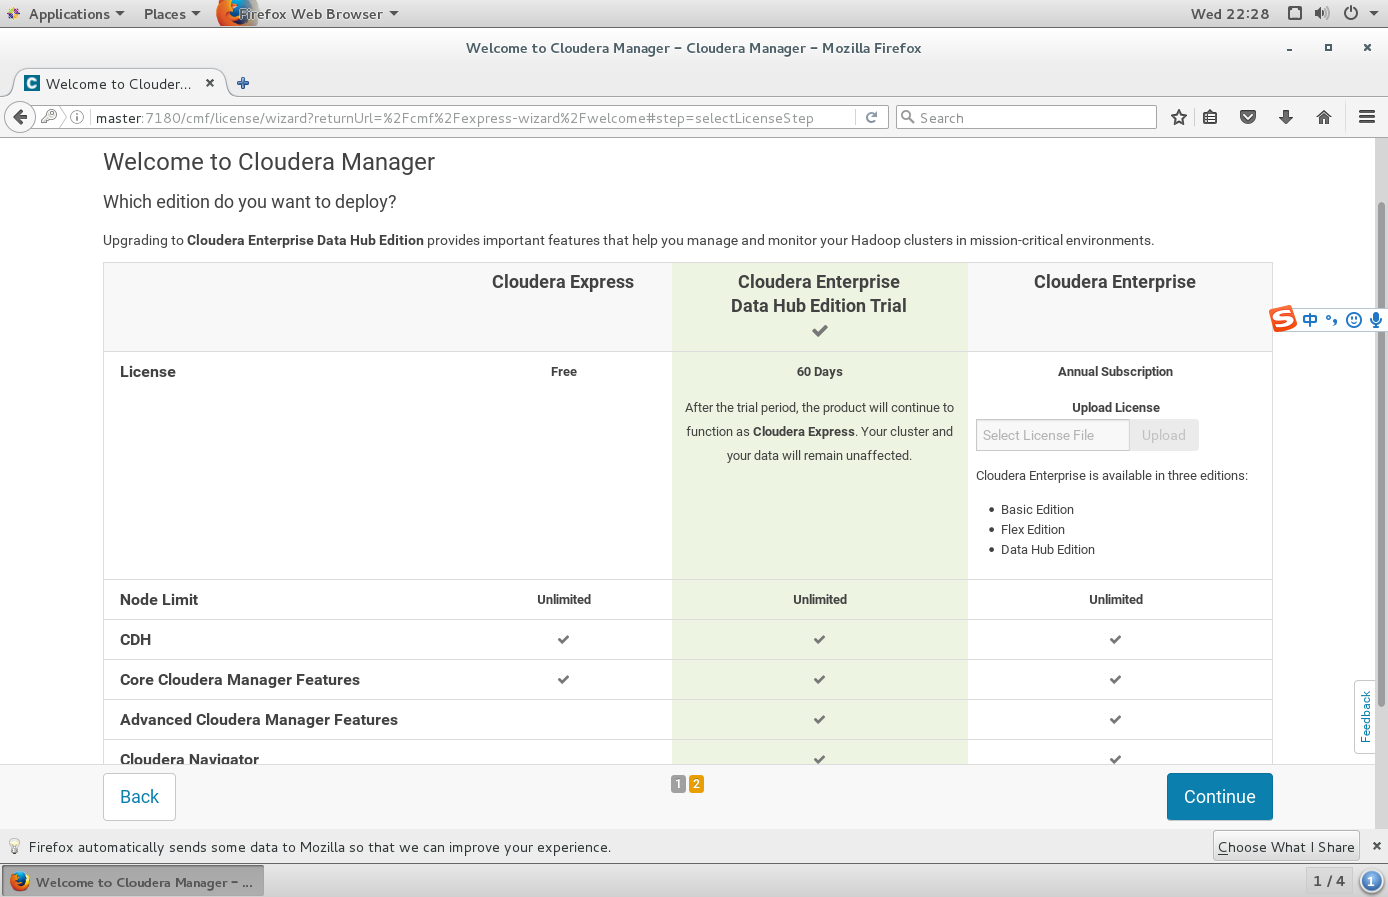 Applications Places Firefox Web Browser Wed 22:28
Welcome to Cloudera Manager – Cloudera Manager – Mozilla Firefox
Welcome to Clouder...
master:7180/cmf/license/wizard?returnUrl=%2Fcmf%2Fexpress-wizard%2Fwelcome#step=selectLicenseStep Search
Welcome to Cloudera Manager
Which edition do you want to deploy?
Upgrading to Cloudera Enterprise Data Hub Edition provides important features that help you manage and monitor your Hadoop clusters in mission-critical environments.
Cloudera Express Cloudera Enterprise Cloudera Enterprise
Data Hub Edition Trial
中
License Free 60 Days Annual Subscription
After the trial period, the product will continue to Upload License
function as Cloudera Express. Your cluster and Select License File Upload
your data will remain unaffected.
Cloudera Enterprise is available in three editions:
Basic Edition
Flex Edition
Data Hub Edition
Node Limit Unlimited Unlimited Unlimited
CDH
Core Cloudera Manager Features
Advanced Cloudera Manager Features
Cloudera Navigator
Feedback
Back 1 2 Continue
Firefox automatically sends some data to Mozilla so that we can improve your experience. Choose What I Share
Welcome to Cloudera Manager – ... 1 / 4 1